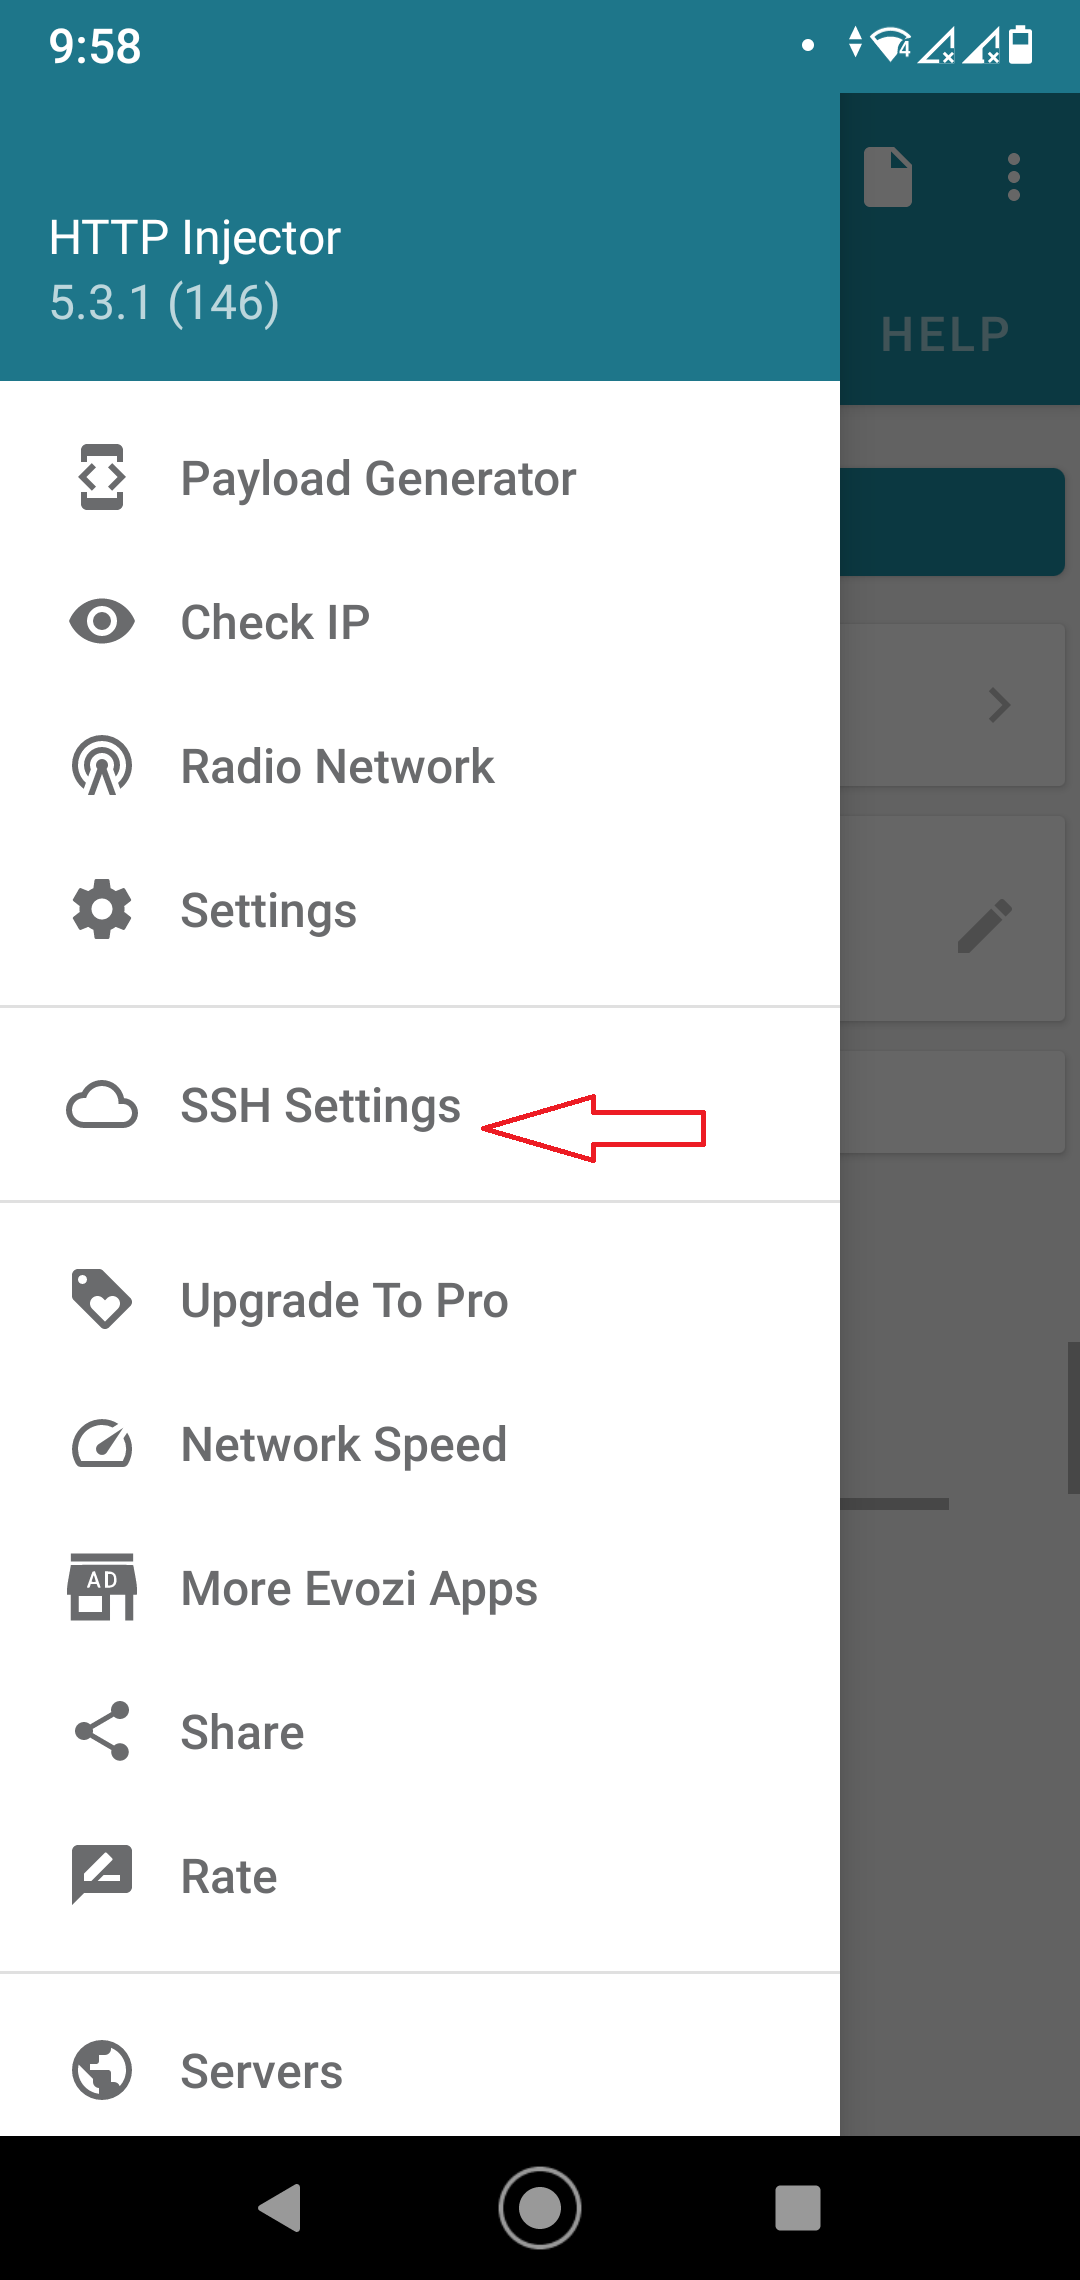 9:58
4
HTTP Injector
5.3.1 (146)
HELP
Payload Generator
Check IP
Radio Network
Settings
SSH Settings
Upgrade To Pro
Network Speed
AD
More Evozi Apps
Share
Rate
Servers